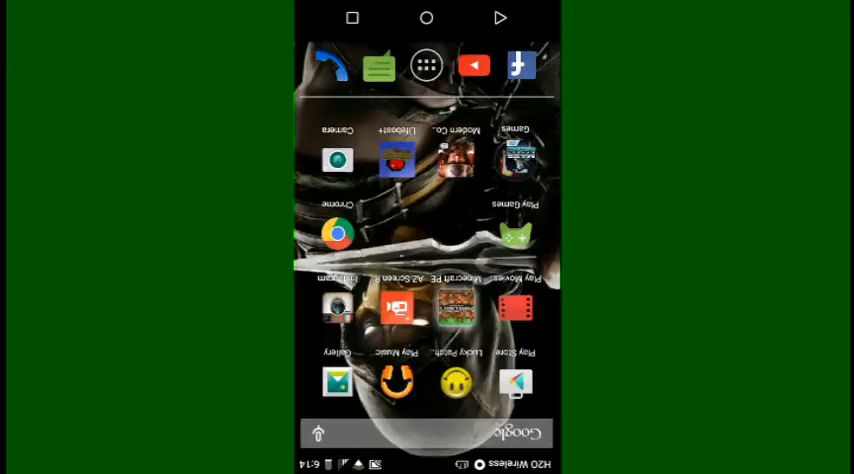 H2O Wireless 6:14
Google
Play Store Lucky Patch.. Play Music Gallery
Play Movies.. Minecraft PE AZ Screen R Instagram
Play Games Chrome
Games Modern Co.. Lifeboat+ Camera